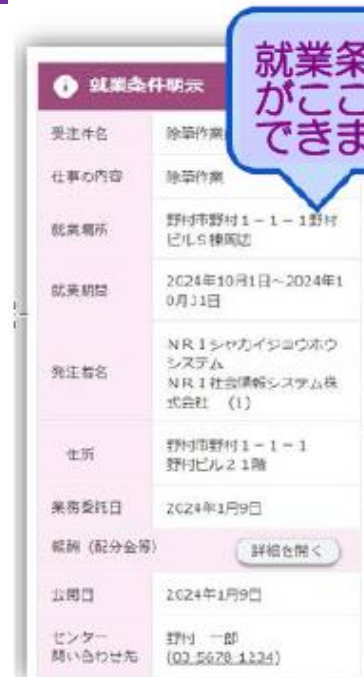 就業条
がここ
できま
就業条件明示
受注件名
除草作業
仕事の内容
除草作業
就業場所
野村市野村1-1-1野村
ビルS棟周辺
就業期間
2024年10月1日~2024年1
0月31日
発注者名
NRIシャカイジョウホウ
システム
NRI社会情報システム株
式会社 (1)
住所
野村市野村1-1-1
野村ビル21階
業務委託日
2024年1月9日
報酬(配分金等)
詳細を開く
公開日
2024年1月9日
センター
問い合わせ先
野村 一郎
(03-5678-1234)